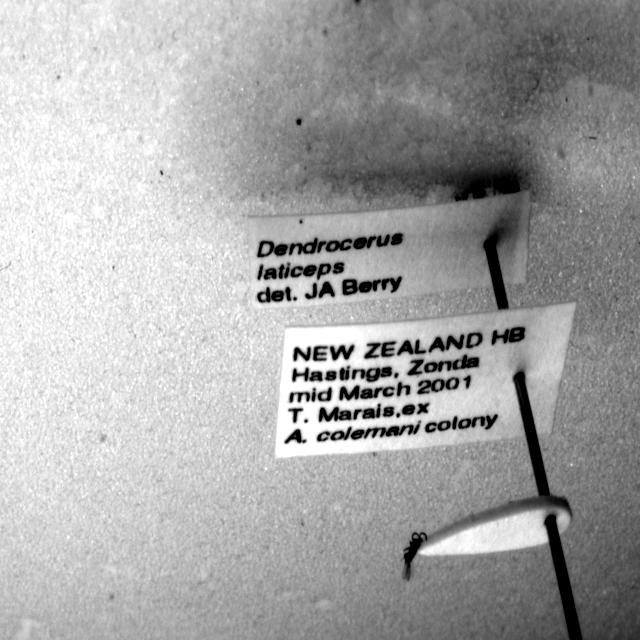 Dendrocerus
laticeps
det. JA Berry
NEW ZEALAND HB
Hastings, Zonda
mid March 2001
T. Marais, ex
A. colemani colony